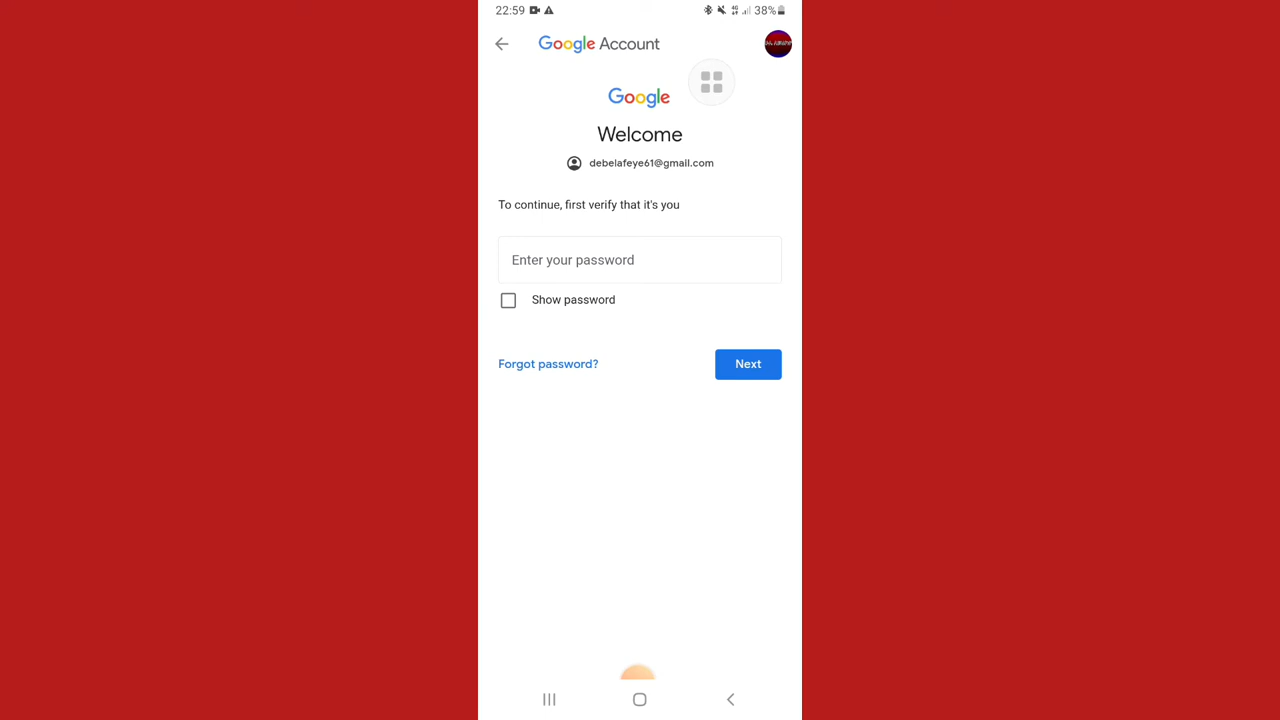 22:59
4G
38%
Google Account
Google
Welcome
debelafeye61@gmail.com
To continue, first verify that it's you
Enter your password
Show password
Forgot password?
Next